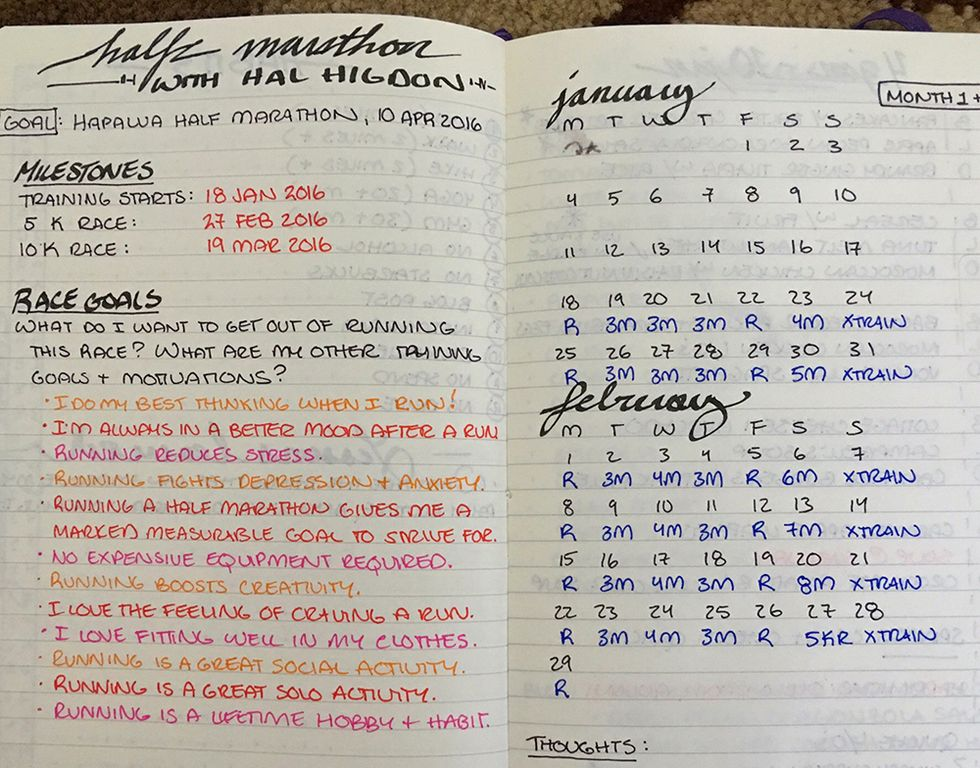 half marathon
WITH HAL HIGDON
GOAL: HAPALUA HALF MARATHON, 10 APR 2016
MILESTONES
TRAINING STARTS: 18 JAN 2016
5 K RACE: 27 FEB 2016
10 K RACE: 19 MAR 2016
RACE GOALS
WHAT DO I WANT TO GET OUT OF RUNNING
THIS RACE? WHAT ARE MY OTHER TRAINING
GOALS + MOTIVATIONS?
· I DO MY BEST THINKING WHEN I RUN!
· I'M ALWAYS IN A BETTER MOOD AFTER A RUN
· RUNNING REDUCES STRESS.
· RUNNING FIGHTS DEPRESSION + ANXIETY.
· RUNNING A HALF MARATHON GIVES ME A
MARKED MEASURABLE GOAL TO STRIVE FOR.
· NO EXPENSIVE EQUIPMENT REQUIRED.
· RUNNING BOOSTS CREATIVITY.
· I LOVE THE FEELING OF CRAVING A RUN.
· I LOVE FITTING WELL IN MY CLOTHES.
· RUNNING IS A GREAT SOCIAL ACTIVITY.
· RUNNING IS A GREAT SOLO ACTIVITY.
· RUNNING IS A LIFETIME HOBBY + HABIT.
january
MONTH 1 +
M T W T F S S
1 2 3
4 5 6 7 8 9 10
11 12 13 14 15 16 17
18 19 20 21 22 23 24
R 3M 3M 3M R 4M XTRAIN
25 26 27 28 29 30 31
R 3M 3M 3M R 5M XTRAIN
february
M T W T F S S
1 2 3 4 5 6 7
R 3M 4M 3M R 6M XTRAIN
8 9 10 11 12 13 14
R 3M 4M 3M R 7M XTRAIN
15 16 17 18 19 20 21
R 3M 4M 3M R 8M XTRAIN
22 23 24 25 26 27 28
R 3M 4M 3M R 5KR XTRAIN
29
R
THOUGHTS: